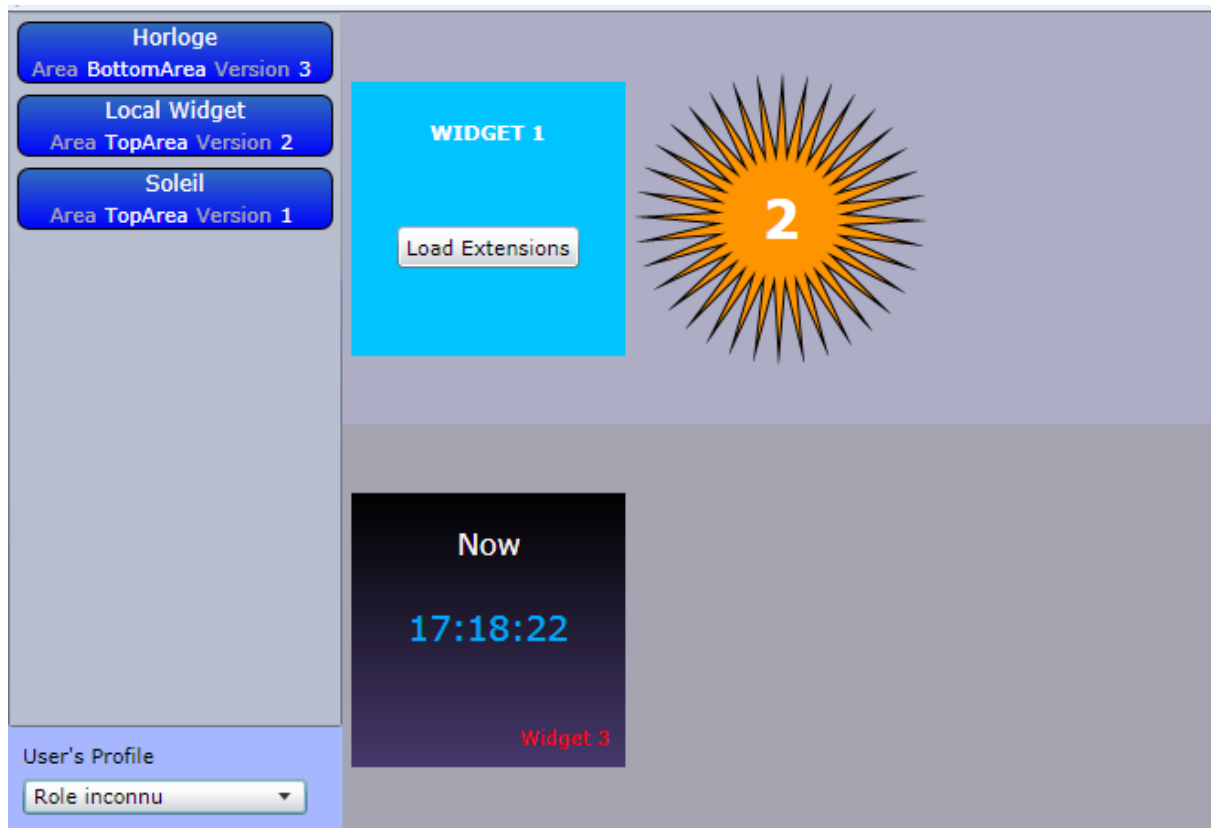 Horloge
Area BottomArea Version 3
Local Widget
Area TopArea Version 2
Soleil
Area TopArea Version 1
WIDGET 1
Load Extensions
2
Now
17:18:22
Widget 3
User's Profile
Role inconnu